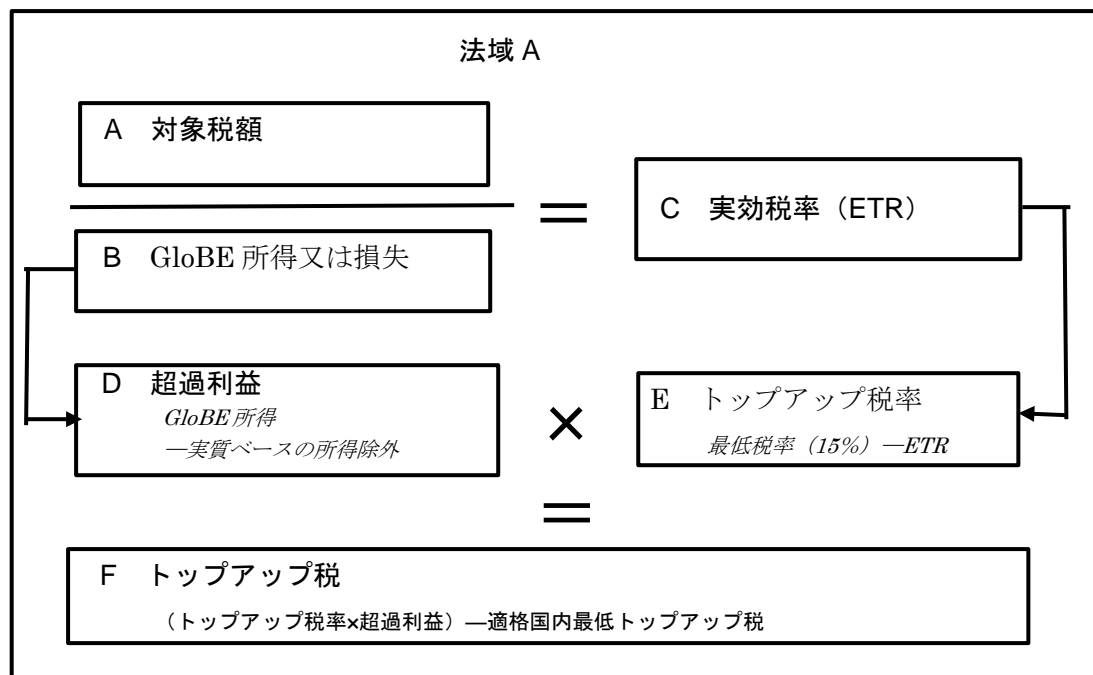 法域 A
A 対象税額
=
C 実効税率（ETR）
B GloBE 所得又は損失
D 超過利益
GloBE 所得
―実質ベースの所得除外
×
E トップアップ税率
最低税率（15%）―ETR
=
F トップアップ税
（トップアップ税率×超過利益）―適格国内最低トップアップ税